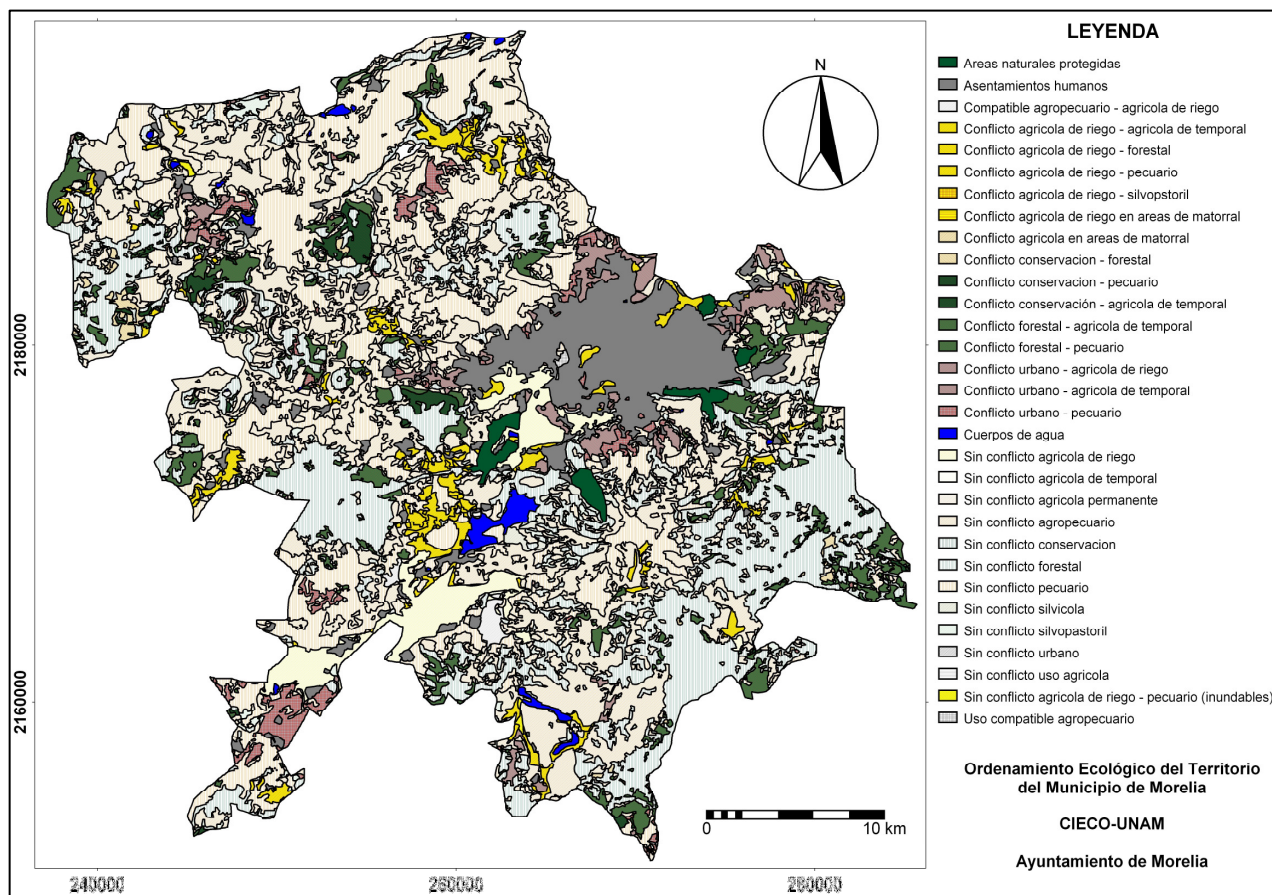 LEYENDA
Areas naturales protegidas
Asentamientos humanos
Compatible agropecuario - agricola de riego
Conflicto agricola de riego - agricola de temporal
Conflicto agricola de riego - forestal
Conflicto agricola de riego - pecuario
Conflicto agricola de riego - silvopstoril
Conflicto agricola de riego en areas de matorral
Conflicto agricola en areas de matorral
Conflicto conservacion - forestal
Conflicto conservacion - pecuario
Conflicto conservación - agricola de temporal
Conflicto forestal - agricola de temporal
Conflicto forestal - pecuario
Conflicto urbano - agricola de riego
Conflicto urbano - agricola de temporal
Conflicto urbano - pecuario
Cuerpos de agua
Sin conflicto agricola de riego
Sin conflicto agricola de temporal
Sin conflicto agricola permanente
Sin conflicto agropecuario
Sin conflicto conservacion
Sin conflicto forestal
Sin conflicto pecuario
Sin conflicto silvicola
Sin conflicto silvopastoril
Sin conflicto urbano
Sin conflicto uso agricola
Sin conflicto agricola de riego - pecuario (inundables)
Uso compatible agropecuario
Ordenamiento Ecológico del Territorio
del Municipio de Morelia
CIECO-UNAM
Ayuntamiento de Morelia
N
2180000
2160000
0 10 km
240000 260000 280000